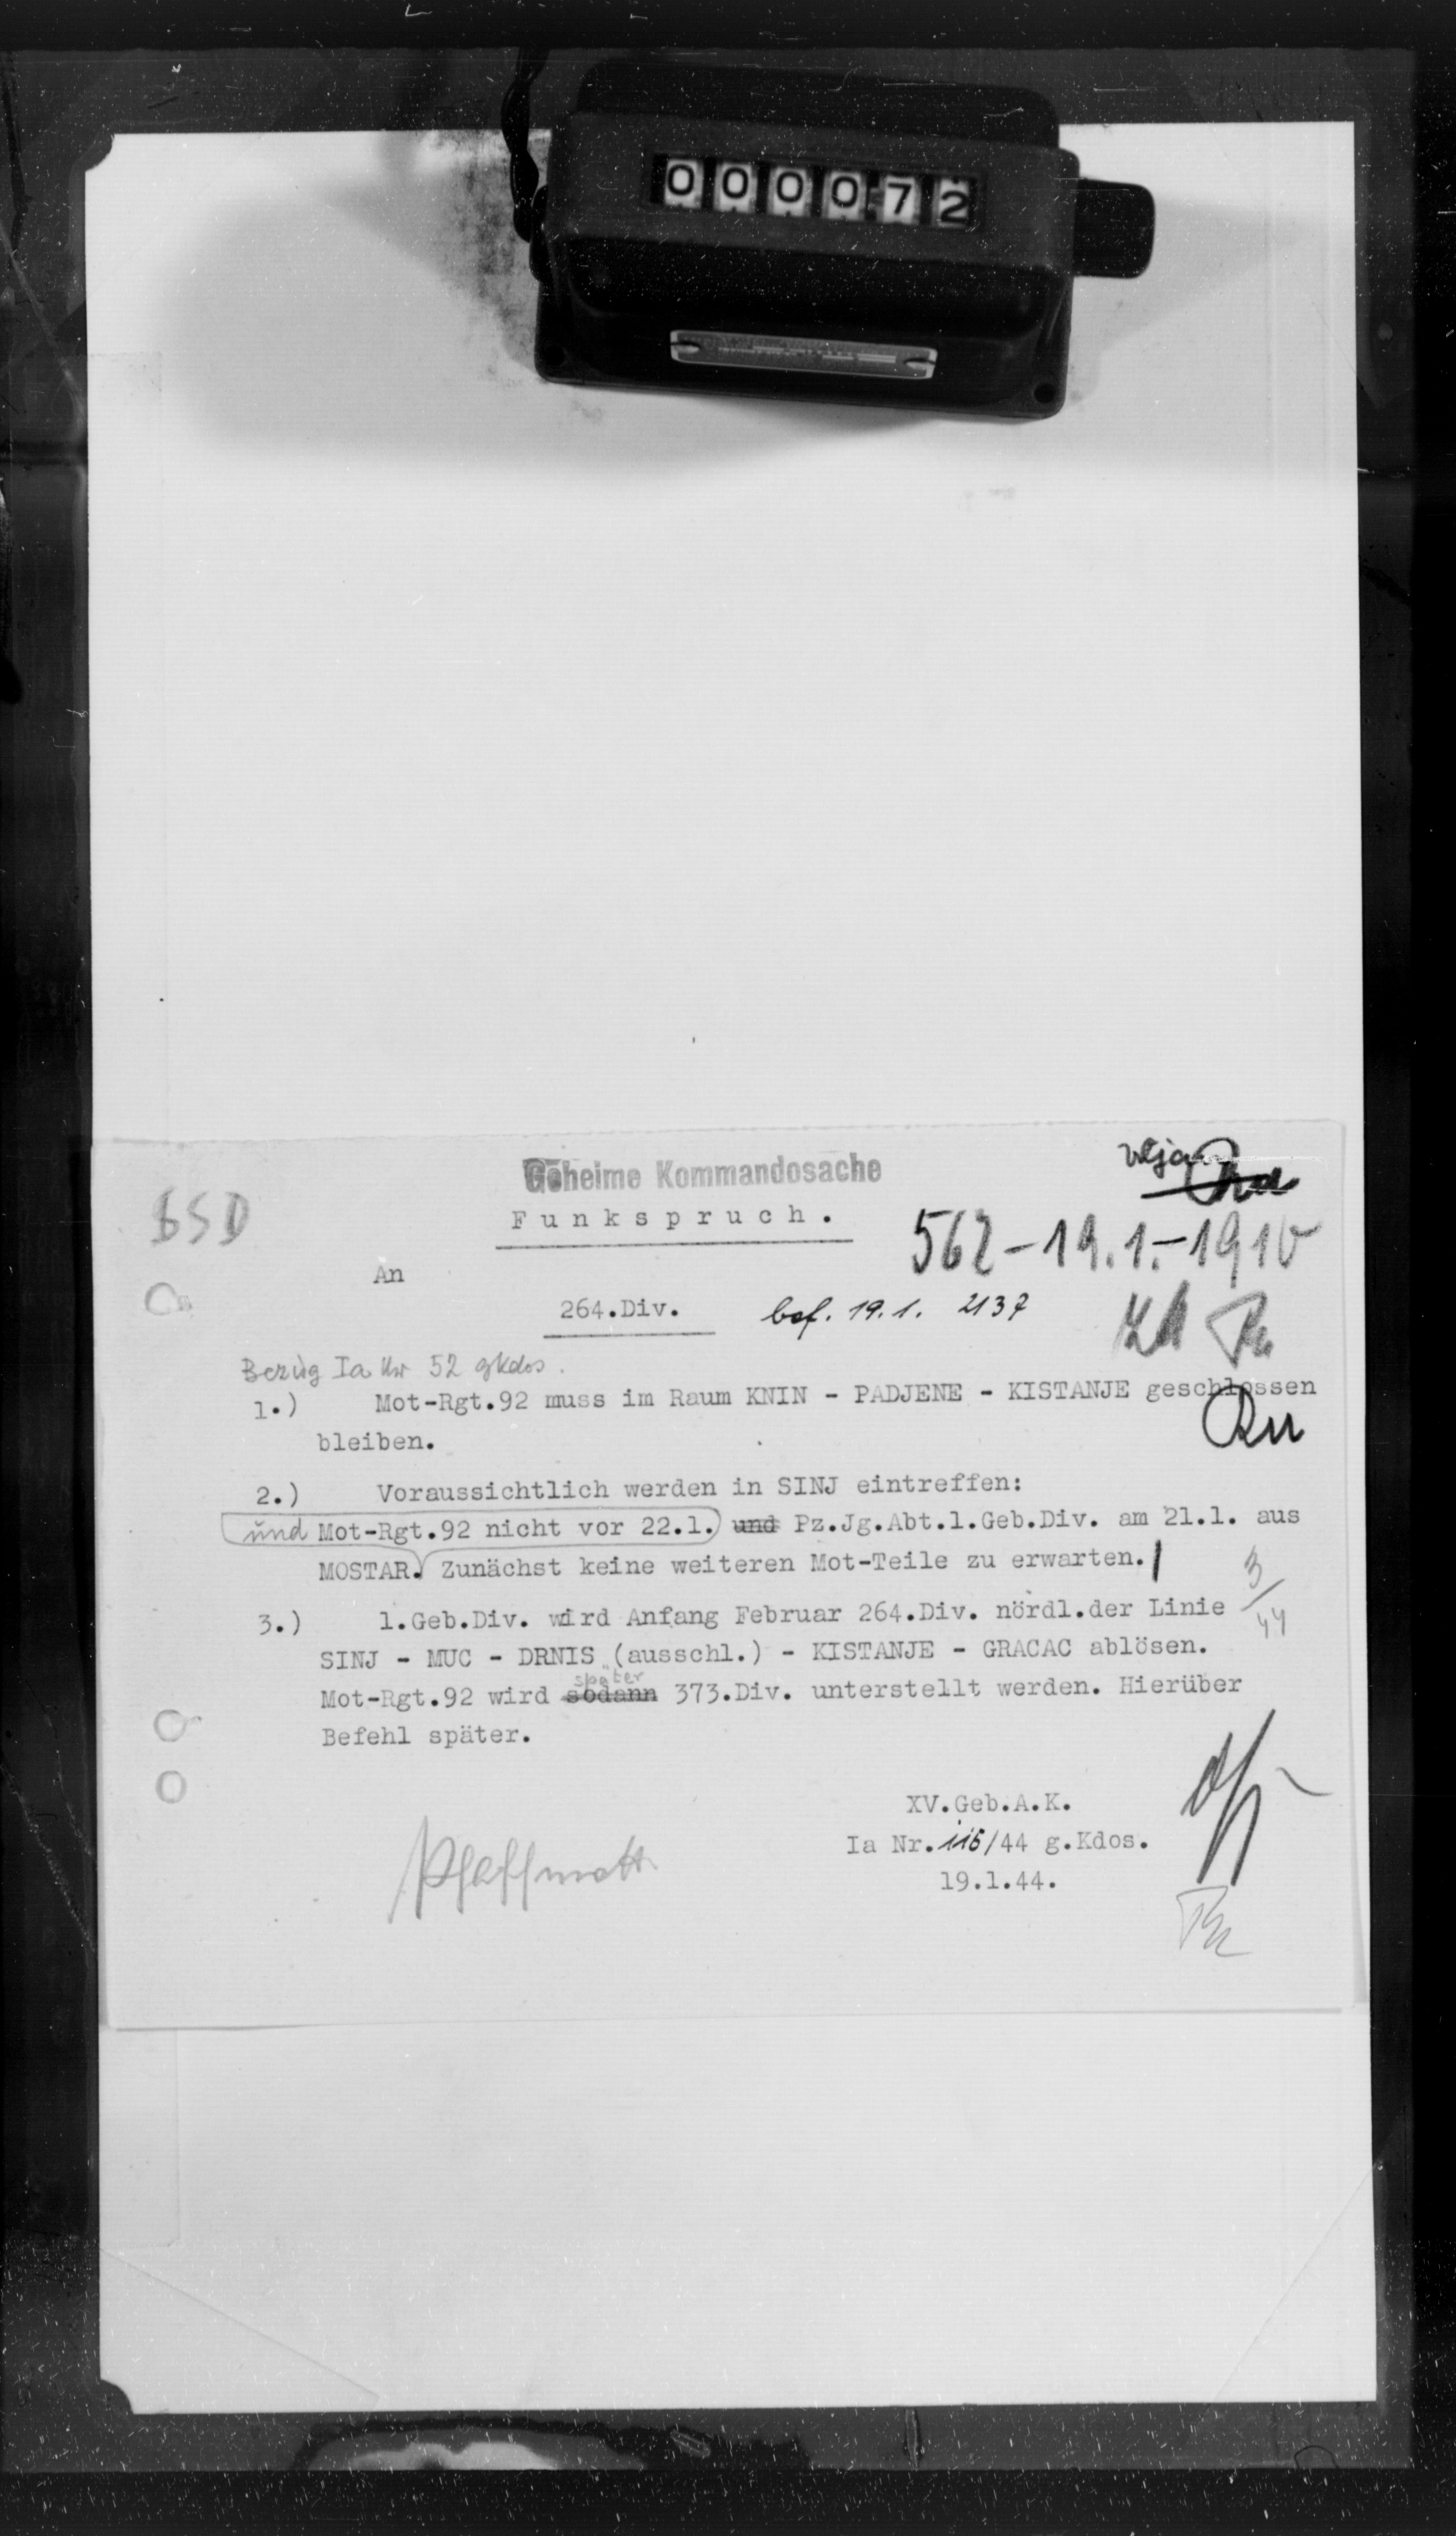 000072
Geheime Kommandosache
Funkspruch.
BSD
562-19.1.-1910
An
264.Div.
bef. 19.1. 2137
Bezug Ia Nr 52 gkdos.
1.) Mot-Rgt.92 muss im Raum KNIN - PADJENE - KISTANJE geschlossen
bleiben.
2.) Voraussichtlich werden in SINJ eintreffen:
und Mot-Rgt.92 nicht vor 22.1. und Pz.Jg.Abt.1.Geb.Div. am 21.1. aus
MOSTAR. Zunächst keine weiteren Mot-Teile zu erwarten.
3/44
3.) 1.Geb.Div. wird Anfang Februar 264.Div. nördl.der Linie
SINJ - MUC - DRNIS (ausschl.) - KISTANJE - GRACAC ablösen.
später
Mot-Rgt.92 wird sodann 373.Div. unterstellt werden. Hierüber
Befehl später.
XV.Geb.A.K.
Ia Nr.116/44 g.Kdos.
19.1.44.